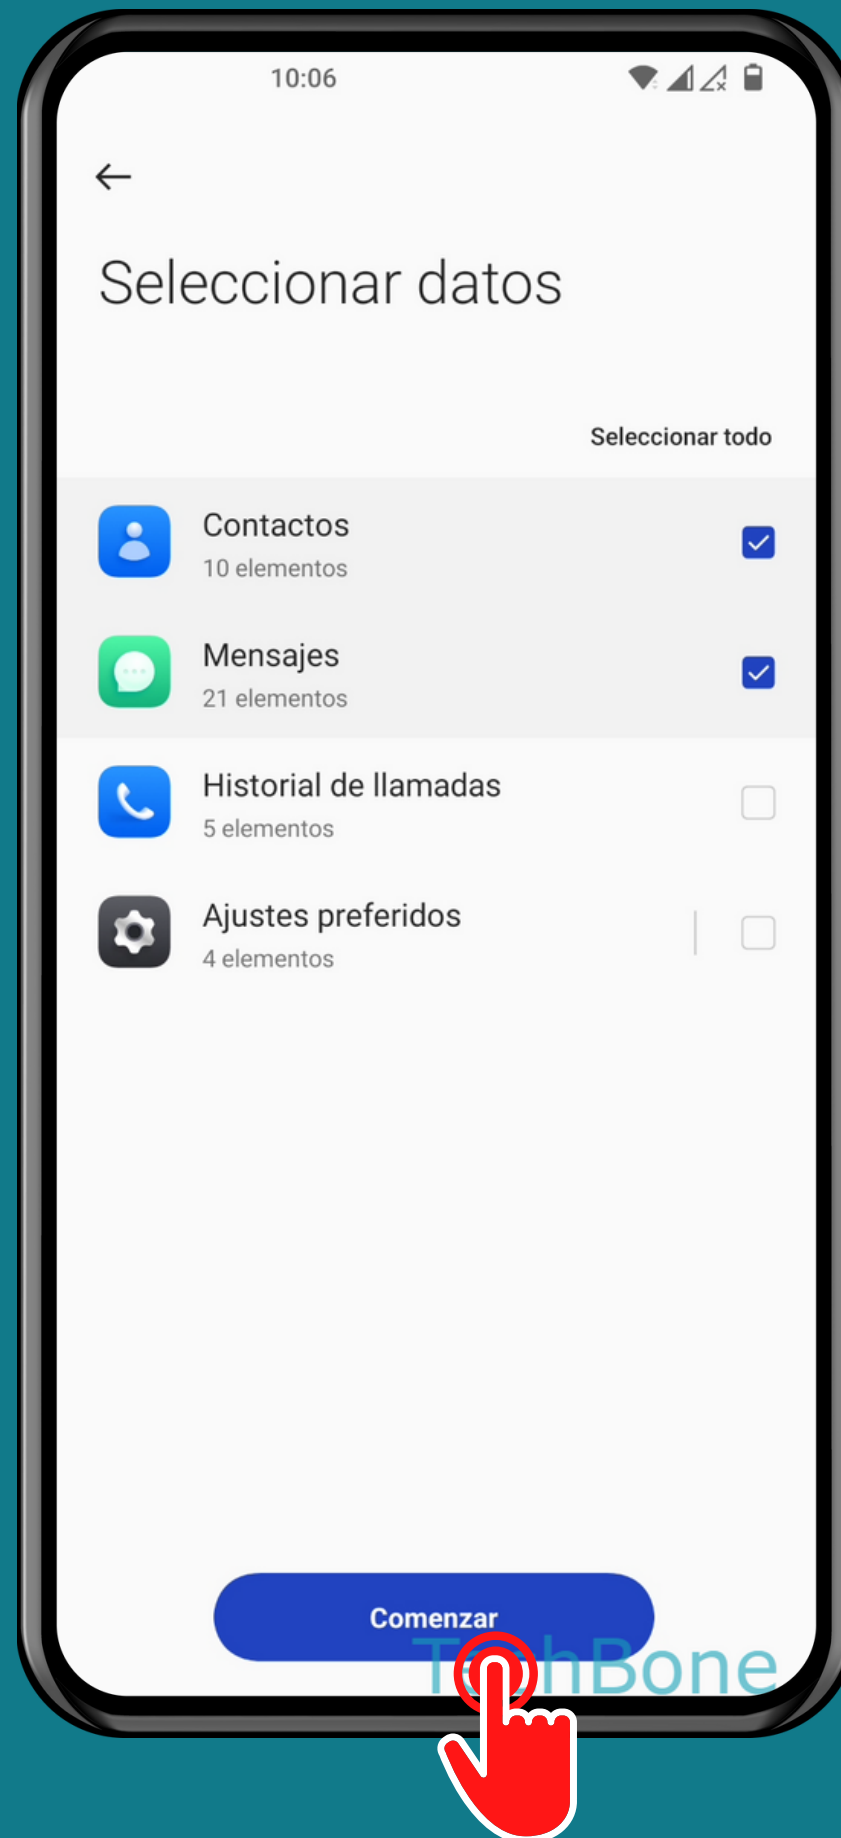 10:06
Seleccionar datos
Seleccionar todo
Contactos
10 elementos
Mensajes
21 elementos
Historial de llamadas
5 elementos
Ajustes preferidos
4 elementos
Comenzar
TechBone